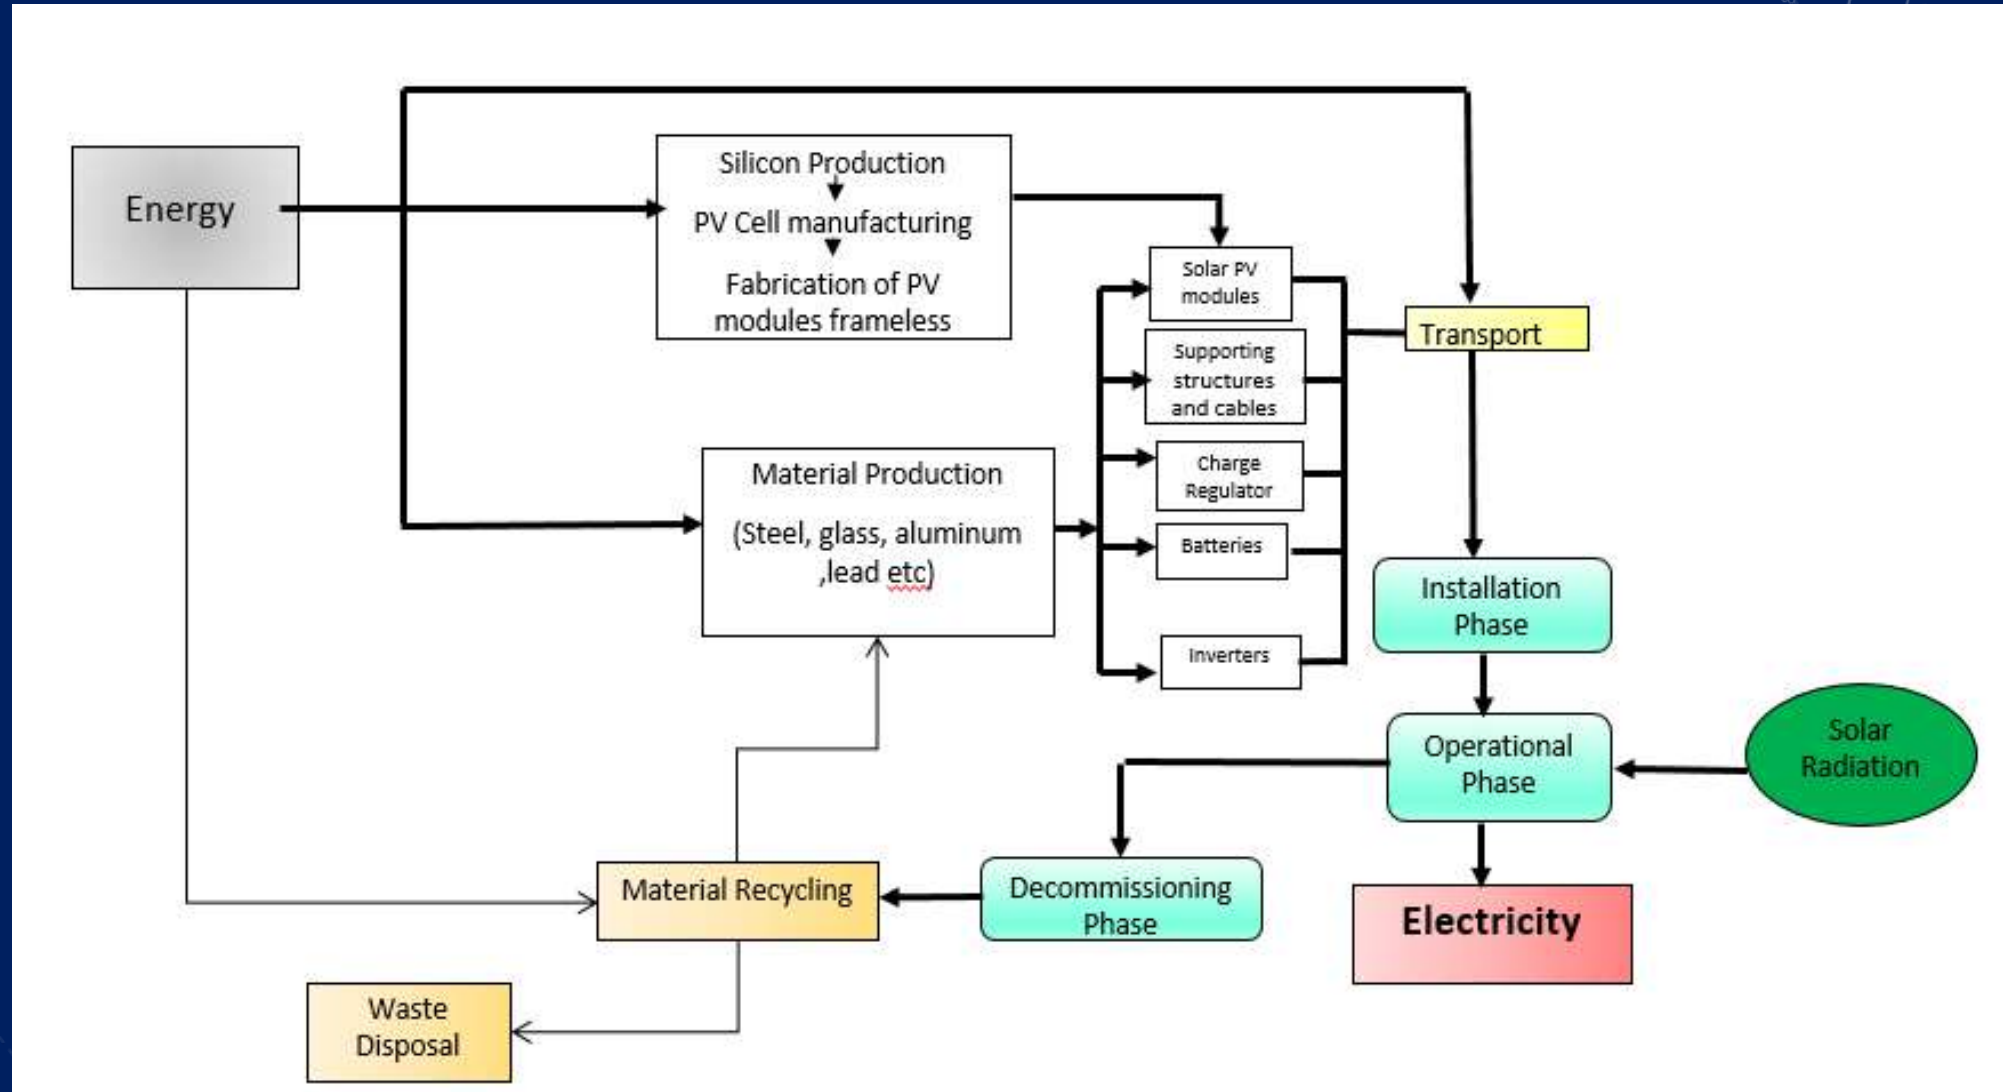 Energy
Silicon Production
PV Cell manufacturing
Fabrication of PV
modules frameless
Solar PV
modules
Supporting
structures
and cables
Charge
Regulator
Batteries
Inverters
Transport
Material Production
(Steel, glass, aluminum
,lead etc)
Installation
Phase
Operational
Phase
Solar
Radiation
Electricity
Decommissioning
Phase
Material Recycling
Waste
Disposal